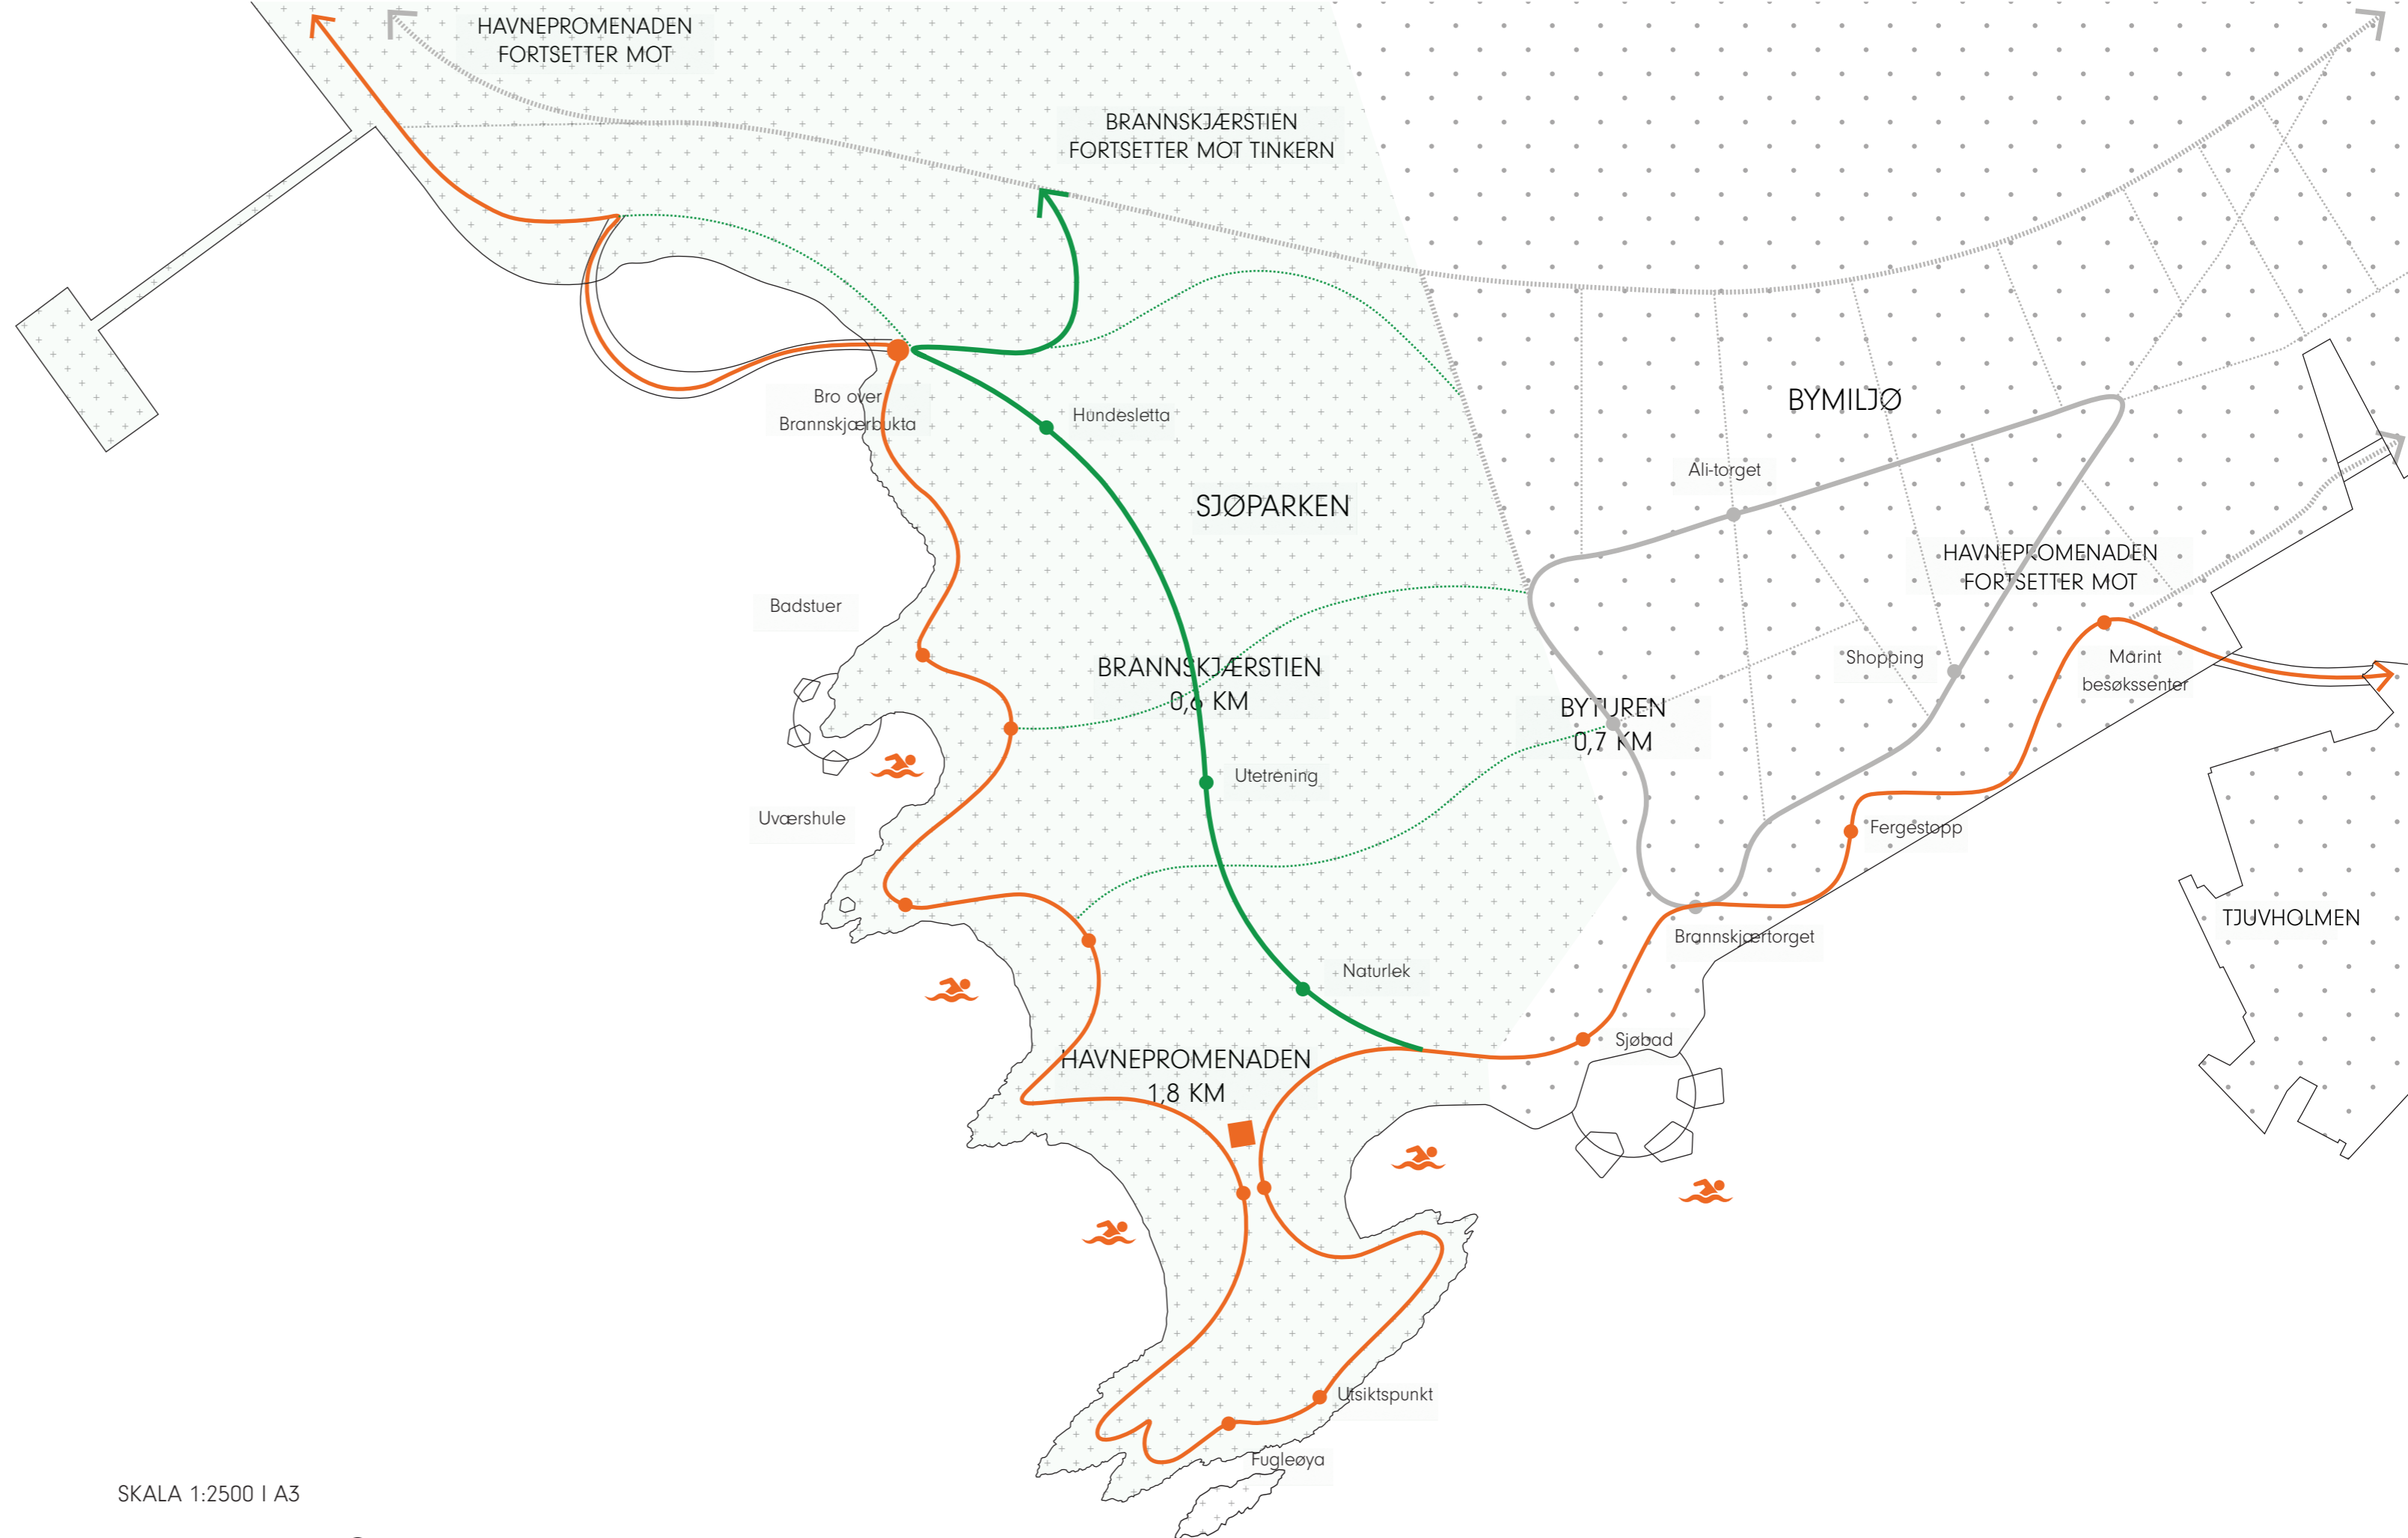 HAVNEPROMENADEN
FORTSETTER MOT
BRANNSKJÆRSTIEN
FORTSETTER MOT TINKERN
Bro over
Brannskjærbukta
Hundesletta
BYMILJØ
Ali-torget
SJØPARKEN
HAVNEPROMENADEN
FORTSETTER MOT
Badstuer
BRANNSKJÆRSTIEN
0,6 KM
Shopping
Marint
besøkssenter
BYTUREN
0,7 KM
Utetrening
Uværshule
Fergestopp
TJUVHOLMEN
Brannskjærtorget
Naturlek
Sjøbad
HAVNEPROMENADEN
1,8 KM
Utsiktspunkt
Fugleøya
SKALA 1:2500 I A3